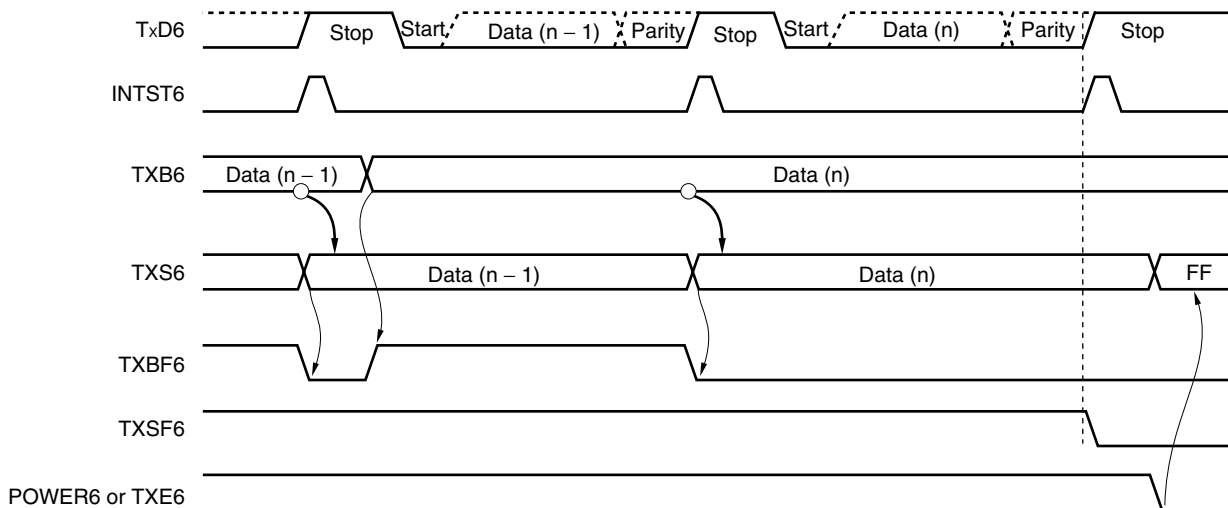 TxD6 Stop Start Data (n – 1) Parity Stop Start Data (n) Parity Stop
INTST6
TXB6 Data (n – 1) Data (n)
TXS6 Data (n – 1) Data (n) FF
TXBF6
TXSF6
POWER6 or TXE6